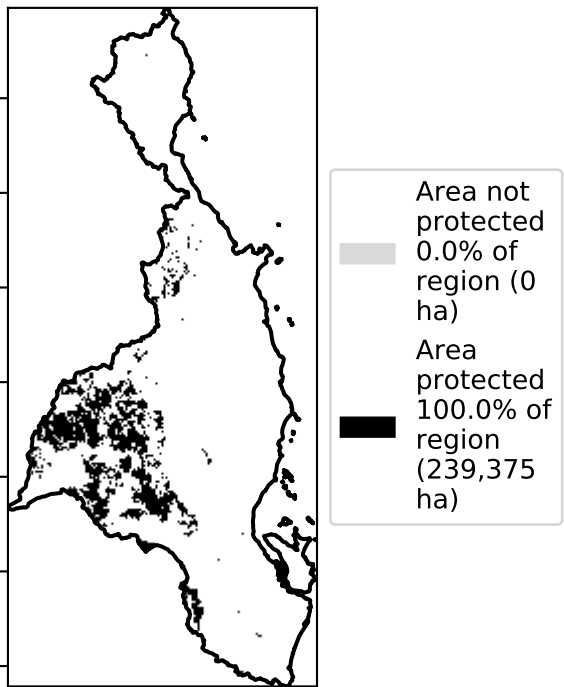 Area not
protected
0.0% of
region (0
ha)
Area
protected
100.0% of
region
(239,375
ha)